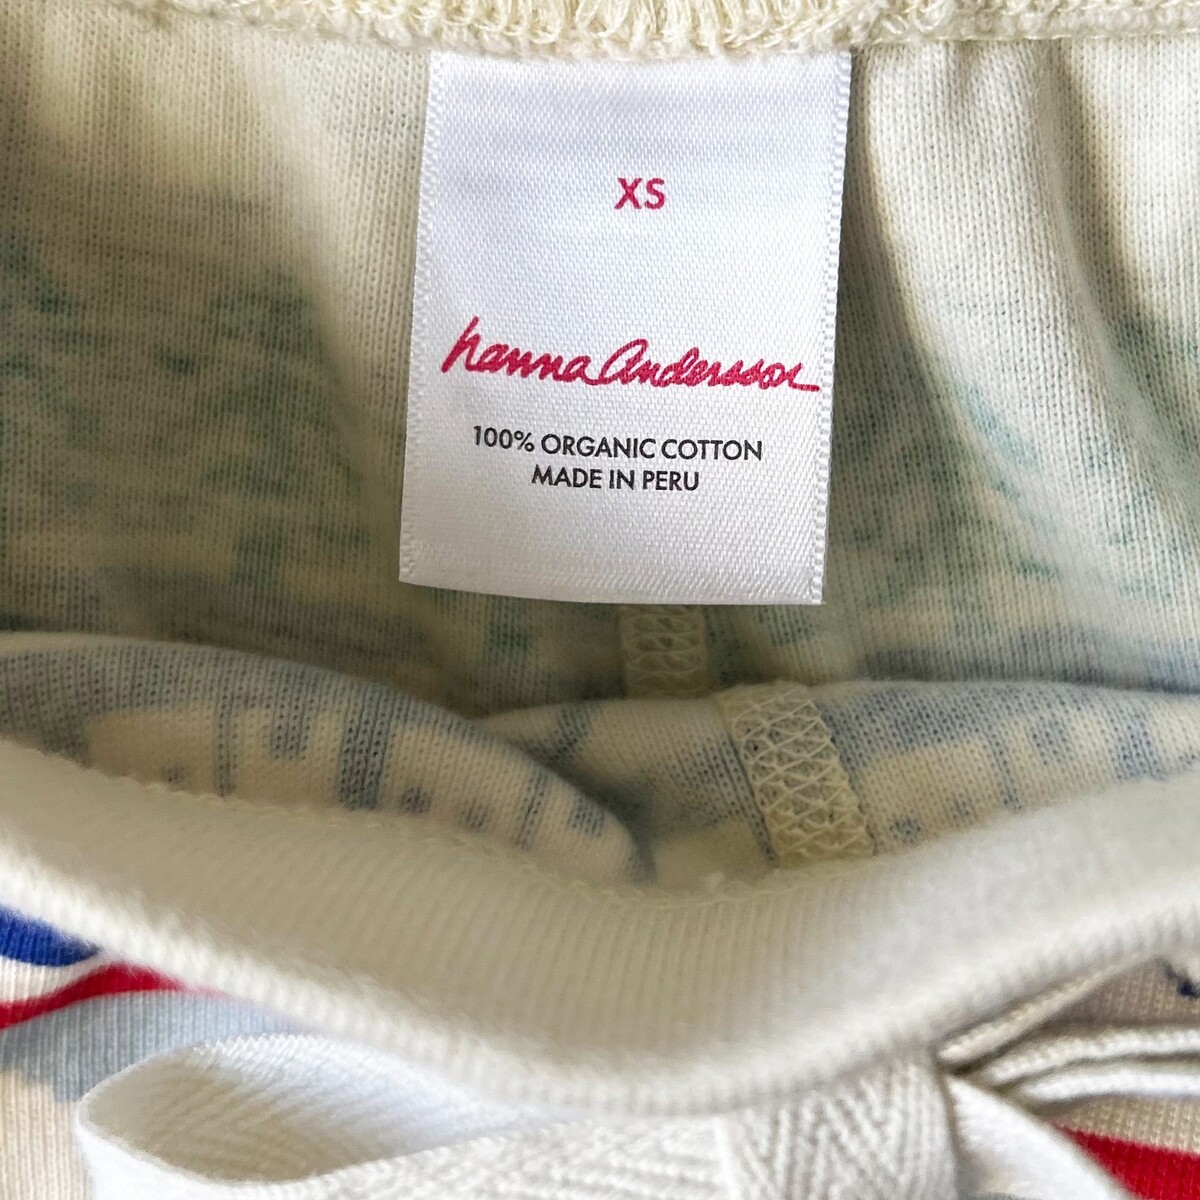 XS
hanna Andersson
100% ORGANIC COTTON
MADE IN PERU